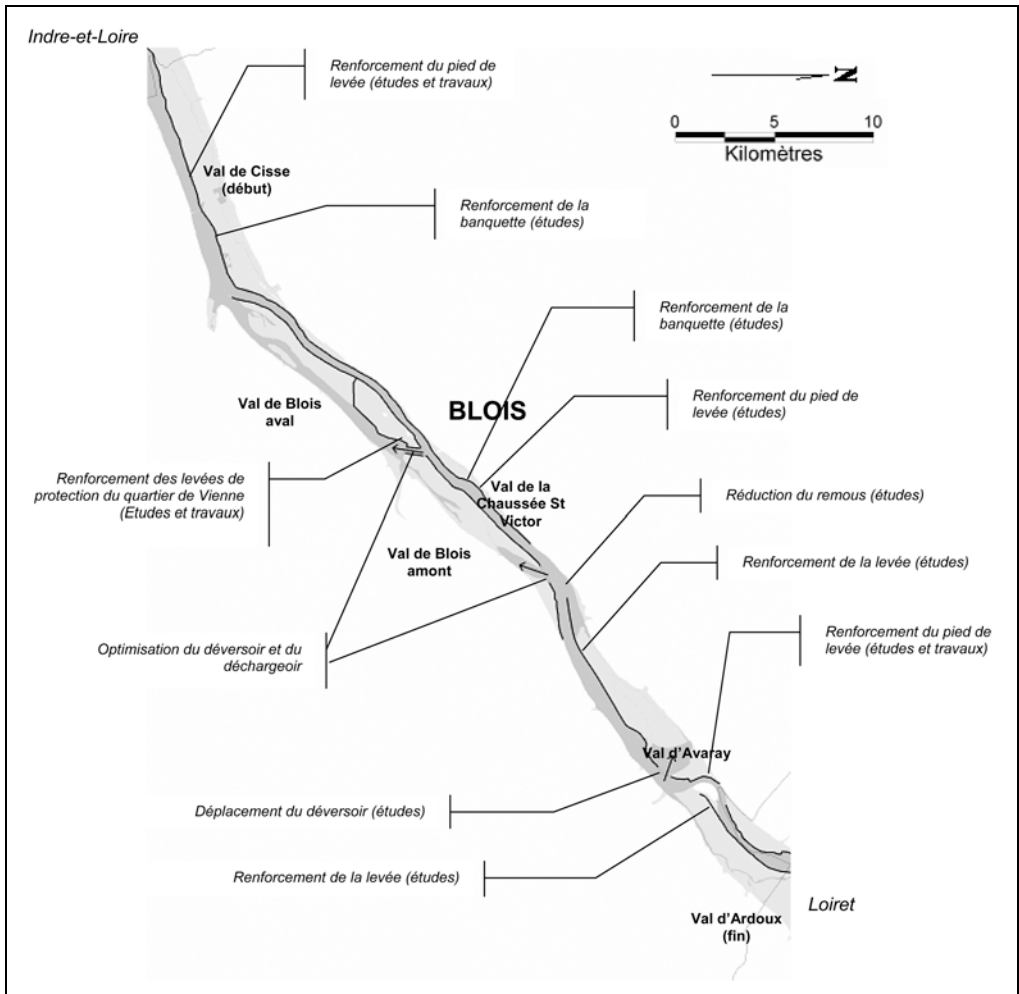 Indre-et-Loire
Renforcement du pied de
levée (études et travaux)
N
0 5 10
Kilomètres
Val de Cisse
(début)
Renforcement de la
banquette (études)
Renforcement de la
banquette (études)
Renforcement du pied de
levée (études)
Val de Blois
aval
BLOIS
Renforcement des levées de
protection du quartier de Vienne
(Etudes et travaux)
Val de la
Chaussée St
Victor
Réduction du remous (études)
Val de Blois
amont
Renforcement de la levée (études)
Optimisation du déversoir et du
déchargeoir
Renforcement du pied de
levée (études et travaux)
Val d'Avaray
Déplacement du déversoir (études)
Renforcement de la levée (études)
Loiret
Val d'Ardoux
(fin)